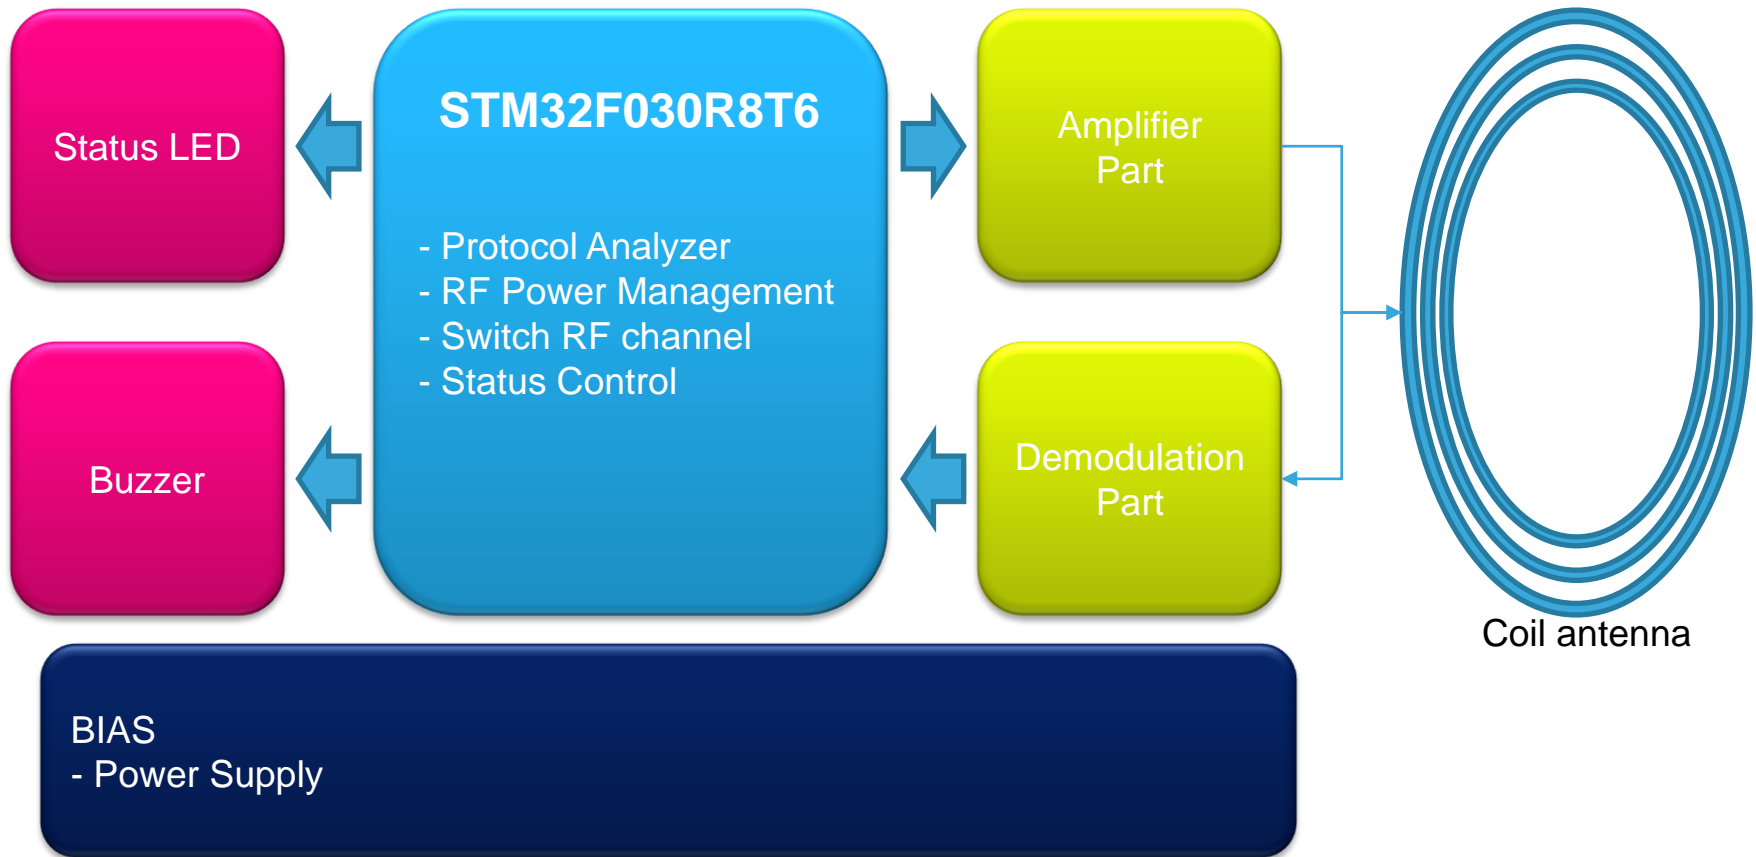 Status LED
STM32F030R8T6
- Protocol Analyzer
- RF Power Management
- Switch RF channel
- Status Control
Amplifier
Part
Buzzer
Demodulation
Part
Coil antenna
BIAS
- Power Supply